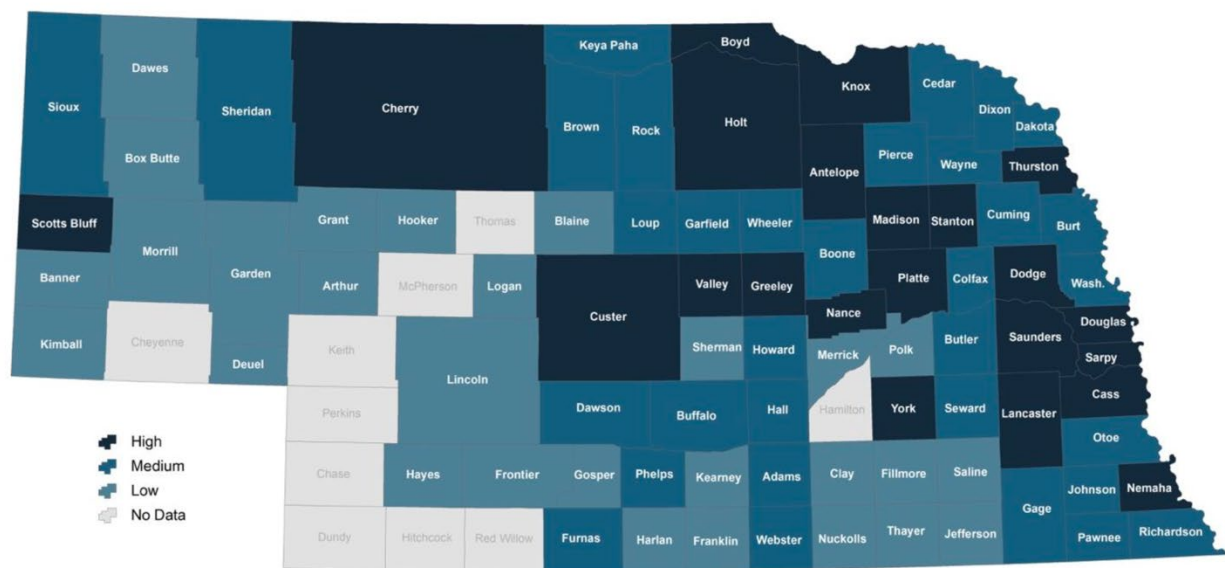 Keya Paha
Boyd
Dawes
Sioux
Sheridan
Cherry
Knox
Cedar
Dixon
Dakota
Brown
Rock
Holt
Box Butte
Antelope
Pierce
Wayne
Thurston
Scotts Bluff
Grant
Hooker
Thomas
Blaine
Loup
Garfield
Wheeler
Madison
Stanton
Cuming
Burt
Morrill
Garden
Banner
Arthur
McPherson
Logan
Custer
Valley
Greeley
Boone
Platte
Colfax
Dodge
Wash.
Nance
Douglas
Kimball
Cheyenne
Deuel
Keith
Lincoln
Sherman
Howard
Merrick
Polk
Butler
Saunders
Sarpy
Cass
Perkins
Dawson
Buffalo
Hall
Hamilton
York
Seward
Lancaster
Otoe
High
Medium
Low
No Data
Chase
Hayes
Frontier
Gosper
Phelps
Kearney
Adams
Clay
Fillmore
Saline
Gage
Johnson
Nemaha
Dundy
Hitchcock
Red Willow
Furnas
Harlan
Franklin
Webster
Nuckolls
Thayer
Jefferson
Pawnee
Richardson